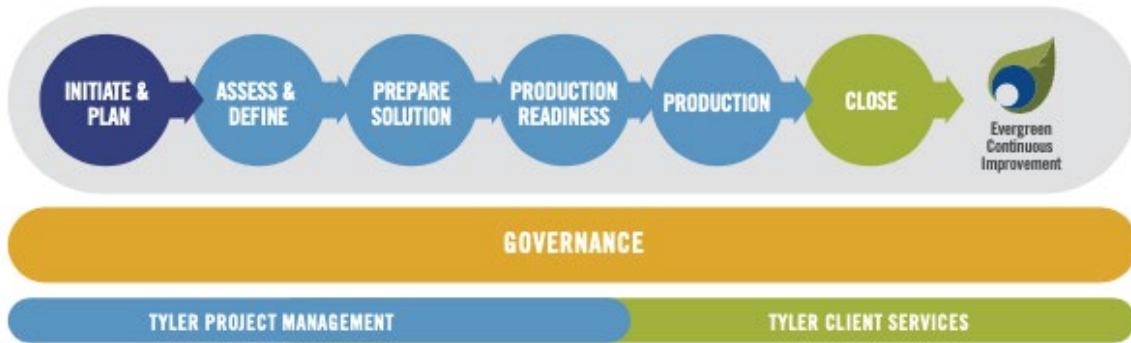 INITIATE &
PLAN
ASSESS &
DEFINE
PREPARE
SOLUTION
PRODUCTION
READINESS
PRODUCTION
CLOSE
Evergreen
Continuous
Improvement
GOVERNANCE
TYLER PROJECT MANAGEMENT
TYLER CLIENT SERVICES